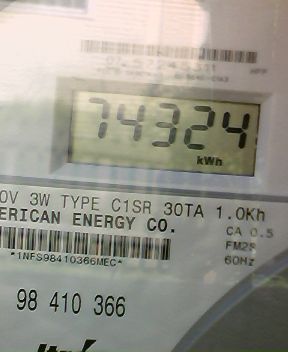 74324
kWh
0V 3W TYPE C1SR 30TA 1.0Kh
ERICAN ENERGY CO.
CA 0.5
FM2S
60Hz
*1NFS98410366MEC*
98 410 366